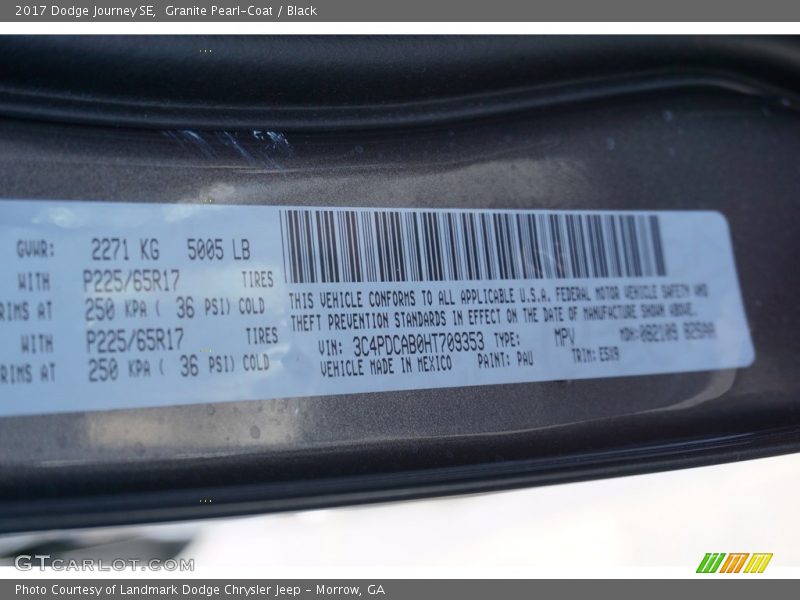 2017 Dodge Journey SE, Granite Pearl-Coat / Black
GVWR: 2271 KG 5005 LB
WITH P225/65R17 TIRES
RIMS AT 250 KPA ( 36 PSI) COLD
WITH P225/65R17 TIRES
RIMS AT 250 KPA ( 36 PSI) COLD
THIS VEHICLE CONFORMS TO ALL APPLICABLE U.S.A. FEDERAL MOTOR VEHICLE SAFETY AND
THEFT PREVENTION STANDARDS IN EFFECT ON THE DATE OF MANUFACTURE SHOWN ABOVE.
VIN: 3C4PDCAB0HT709353 TYPE: MPV MDH:
VEHICLE MADE IN MEXICO PAINT: PAU TRIM:
GTCARLOT.COM
Photo Courtesy of Landmark Dodge Chrysler Jeep - Morrow, GA